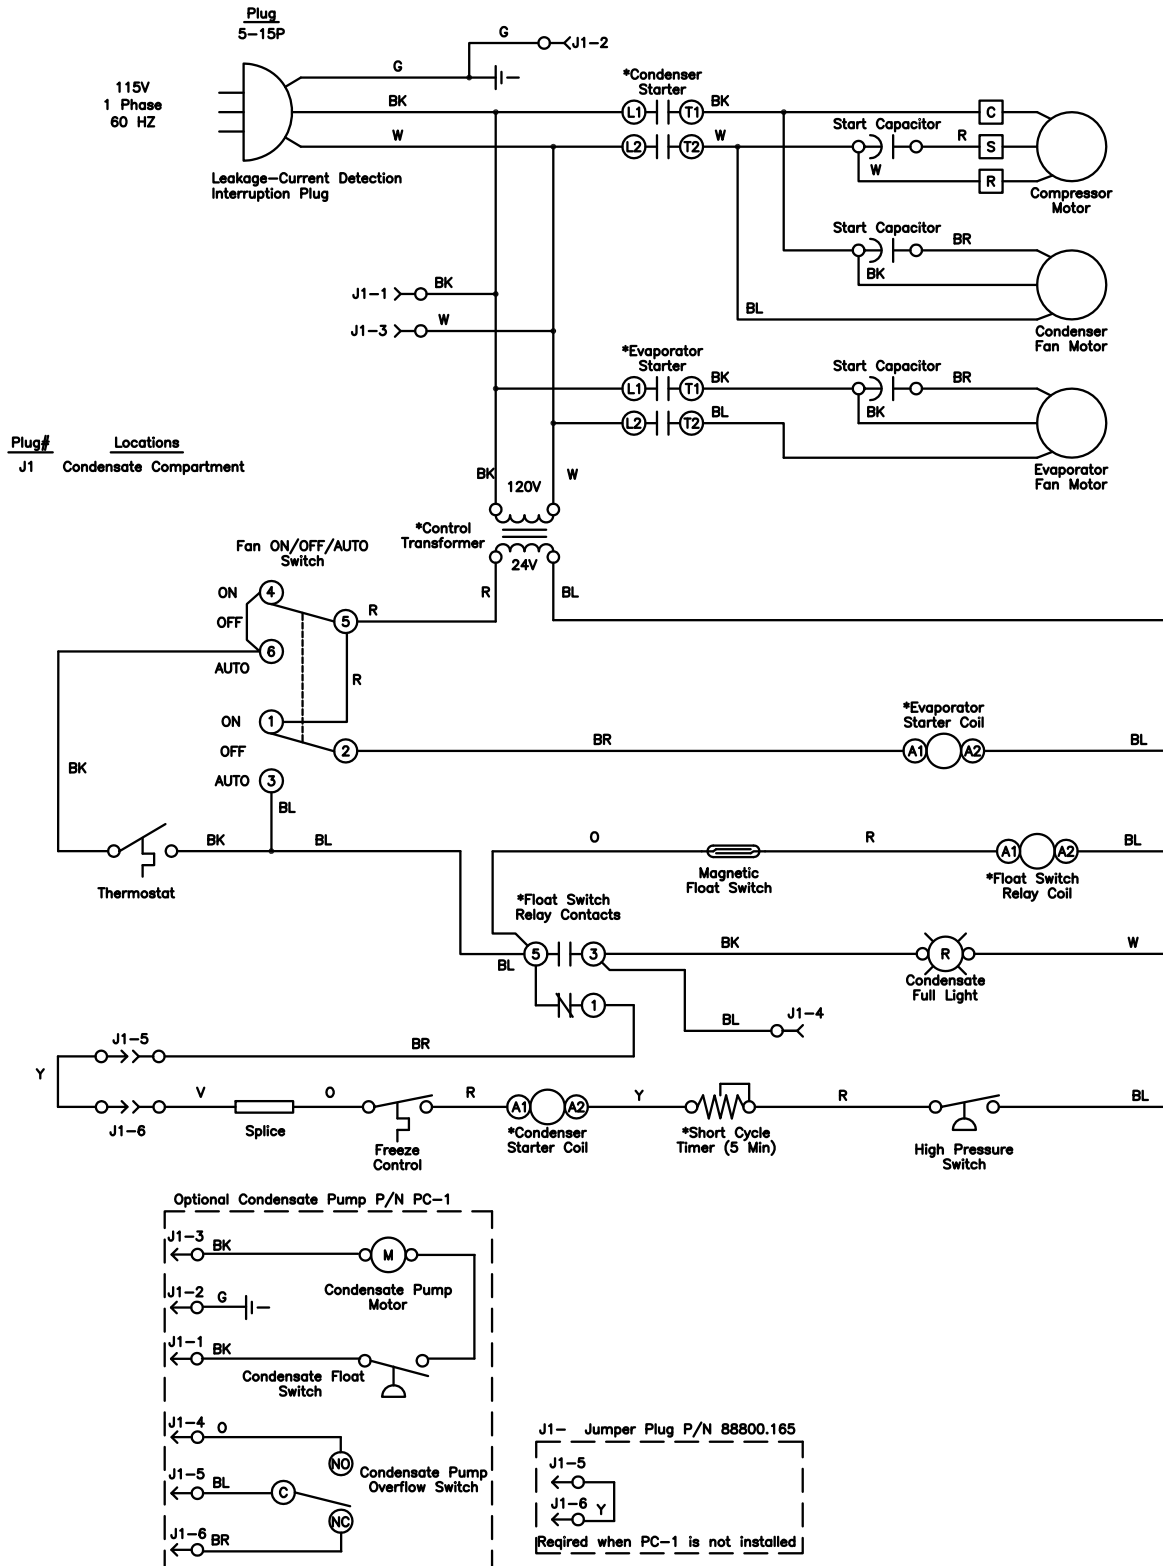 Plug
5-15P
G
J1-2
G
115V
1 Phase
60 HZ
BK
W
Leakage-Current Detection
Interruption Plug
*Condenser
Starter
L1
T1
BK
L2
T2
W
Start Capacitor
R
W
C
S
R
Compressor
Motor
Start Capacitor
BR
BK
BL
Condenser
Fan Motor
J1-1
BK
J1-3
W
*Evaporator
Starter
L1
T1
BK
L2
T2
BL
Start Capacitor
BR
BK
Evaporator
Fan Motor
Plug# Locations
J1 Condensate Compartment
BK
120V
W
*Control
Transformer
24V
R
BL
Fan ON/OFF/AUTO
Switch
ON
4
OFF
5
R
6
AUTO
R
ON
1
OFF
2
BR
AUTO
3
BL
*Evaporator
Starter Coil
A1
A2
BL
BK
BK
BL
Thermostat
O
Magnetic
Float Switch
R
A1
A2
BL
*Float Switch
Relay Coil
*Float Switch
Relay Contacts
BL
5
3
BK
R
W
Condensate
Full Light
1
BL
J1-4
J1-5
BR
Y
J1-6
V
Splice
O
Freeze
Control
R
A1
A2
*Condenser
Starter Coil
Y
*Short Cycle
Timer (5 Min)
R
High Pressure
Switch
BL
Optional Condensate Pump P/N PC-1
J1-3
BK
M
Condensate Pump
Motor
J1-2
G
J1-1
BK
Condensate Float
Switch
J1-4
O
NO
Condensate Pump
Overflow Switch
J1-5
BL
C
NC
J1-6
BR
J1- Jumper Plug P/N 88800.165
J1-5
J1-6
Y
Reqired when PC-1 is not installed